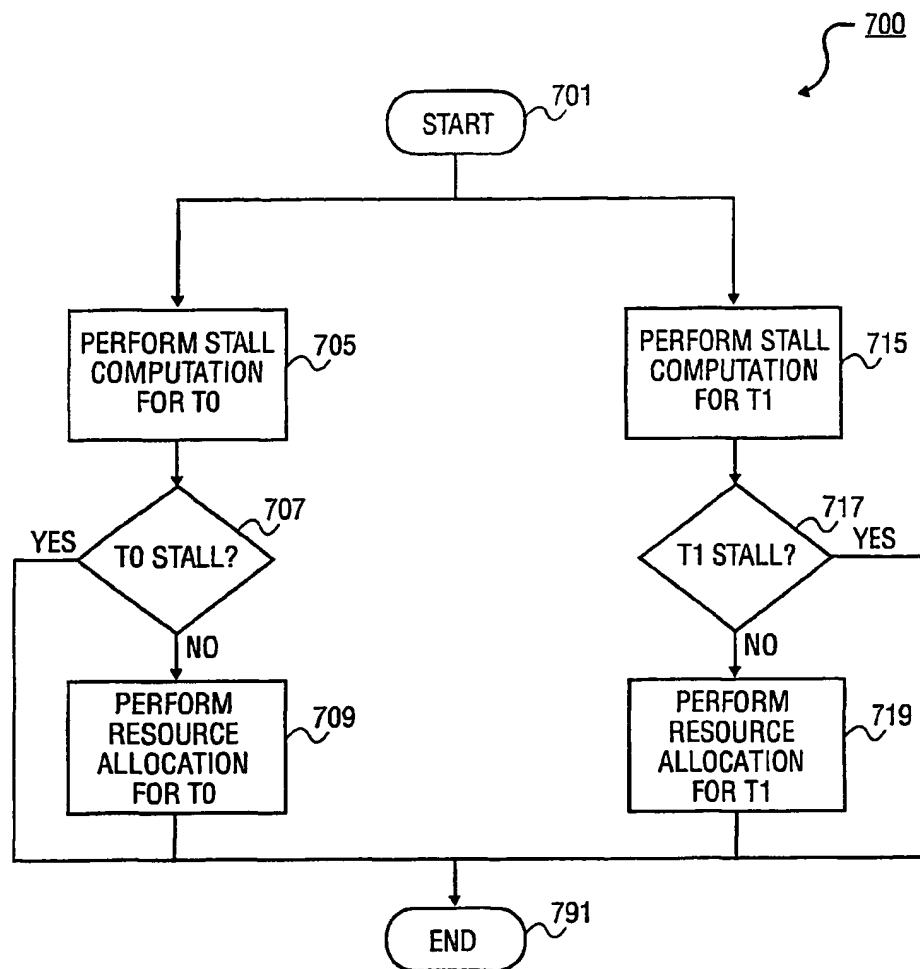 700
701
START
PERFORM STALL
COMPUTATION
FOR T0
705
PERFORM STALL
COMPUTATION
FOR T1
715
707
YES
T0 STALL?
NO
717
T1 STALL?
YES
NO
PERFORM
RESOURCE
ALLOCATION
FOR T0
709
PERFORM
RESOURCE
ALLOCATION
FOR T1
719
END
791